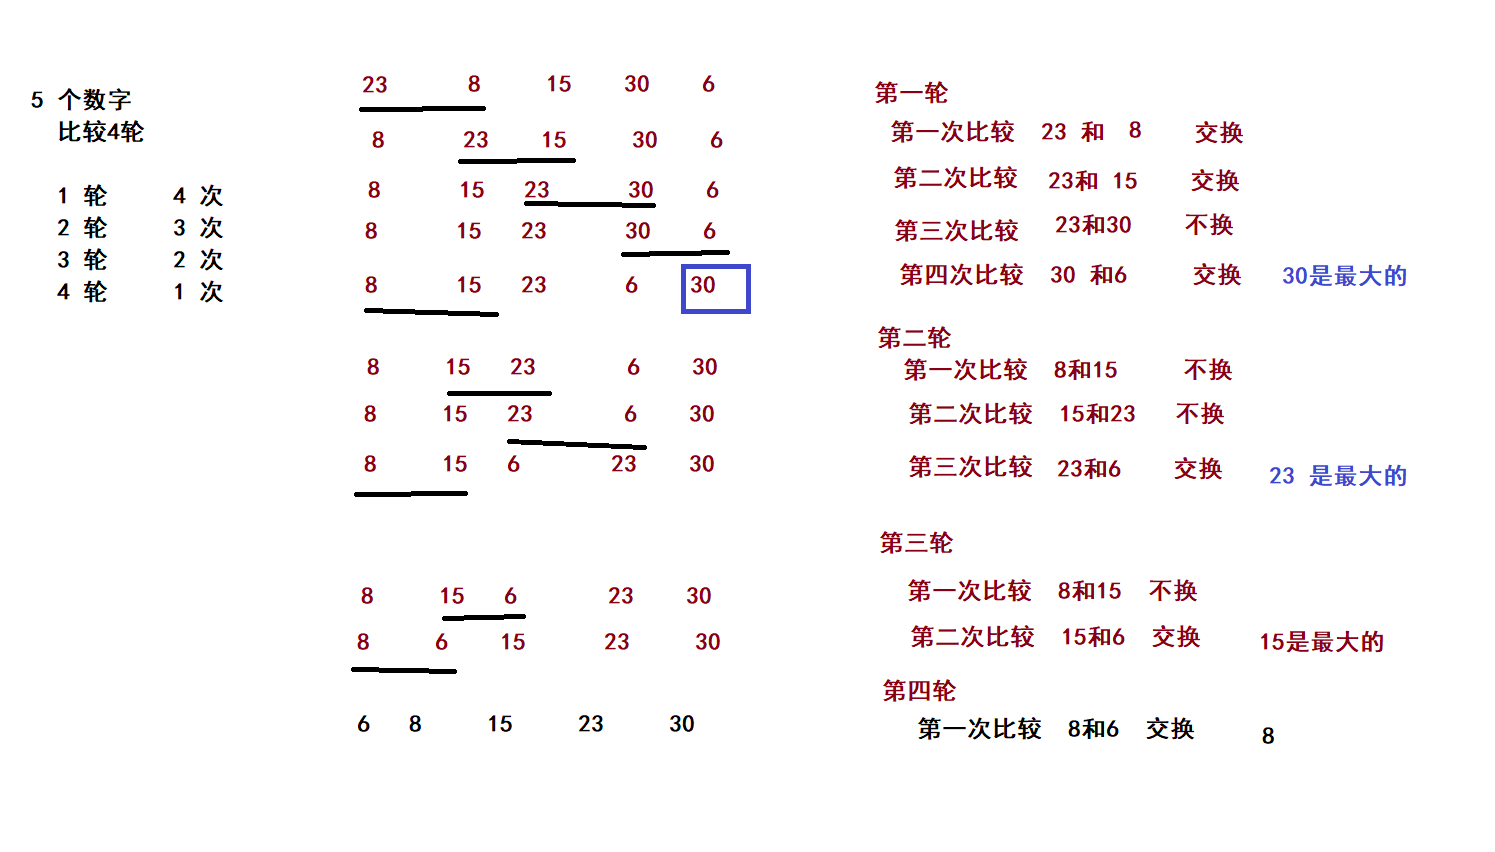 5 个数字
比较4轮
1 轮 4 次
2 轮 3 次
3 轮 2 次
4 轮 1 次
23 8 15 30 6
8 23 15 30 6
8 15 23 30 6
8 15 23 30 6
8 15 23 6 30
8 15 23 6 30
8 15 23 6 30
8 15 6 23 30
8 15 6 23 30
8 6 15 23 30
6 8 15 23 30
第一轮
第一次比较 23 和 8 交换
第二次比较 23和 15 交换
第三次比较 23和30 不换
第四次比较 30 和6 交换 30是最大的
第二轮
第一次比较 8和15 不换
第二次比较 15和23 不换
第三次比较 23和6 交换 23 是最大的
第三轮
第一次比较 8和15 不换
第二次比较 15和6 交换 15是最大的
第四轮
第一次比较 8和6 交换 8